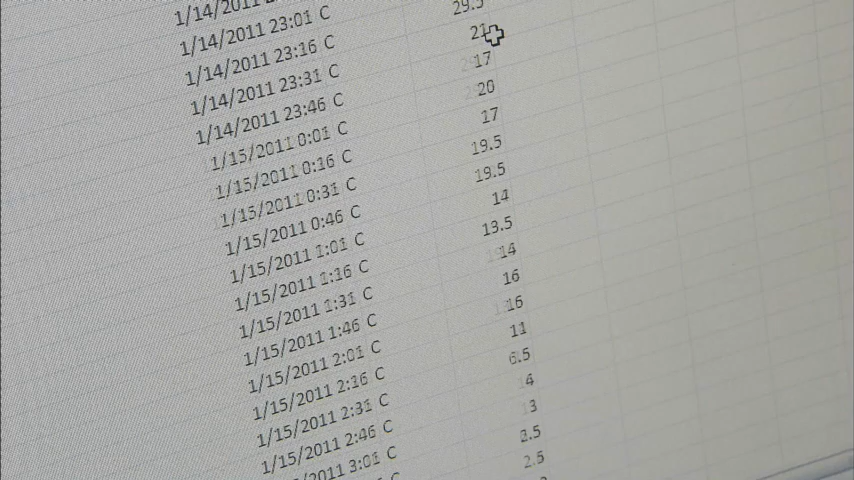 1/14/2011
1/14/2011 23:01 C
1/14/2011 23:16 C 29.5
1/14/2011 23:31 C 21
1/14/2011 23:46 C 17
1/15/2011 0:01 C 20
1/15/2011 0:16 C 17
1/15/2011 0:31 C 19.5
1/15/2011 0:46 C 19.5
1/15/2011 1:01 C 14
1/15/2011 1:16 C 13.5
1/15/2011 1:31 C 14
1/15/2011 1:46 C 16
1/15/2011 2:01 C 16
1/15/2011 2:16 C 11
1/15/2011 2:31 C 6.5
1/15/2011 2:46 C 4
3:01 C 3
C
2.5